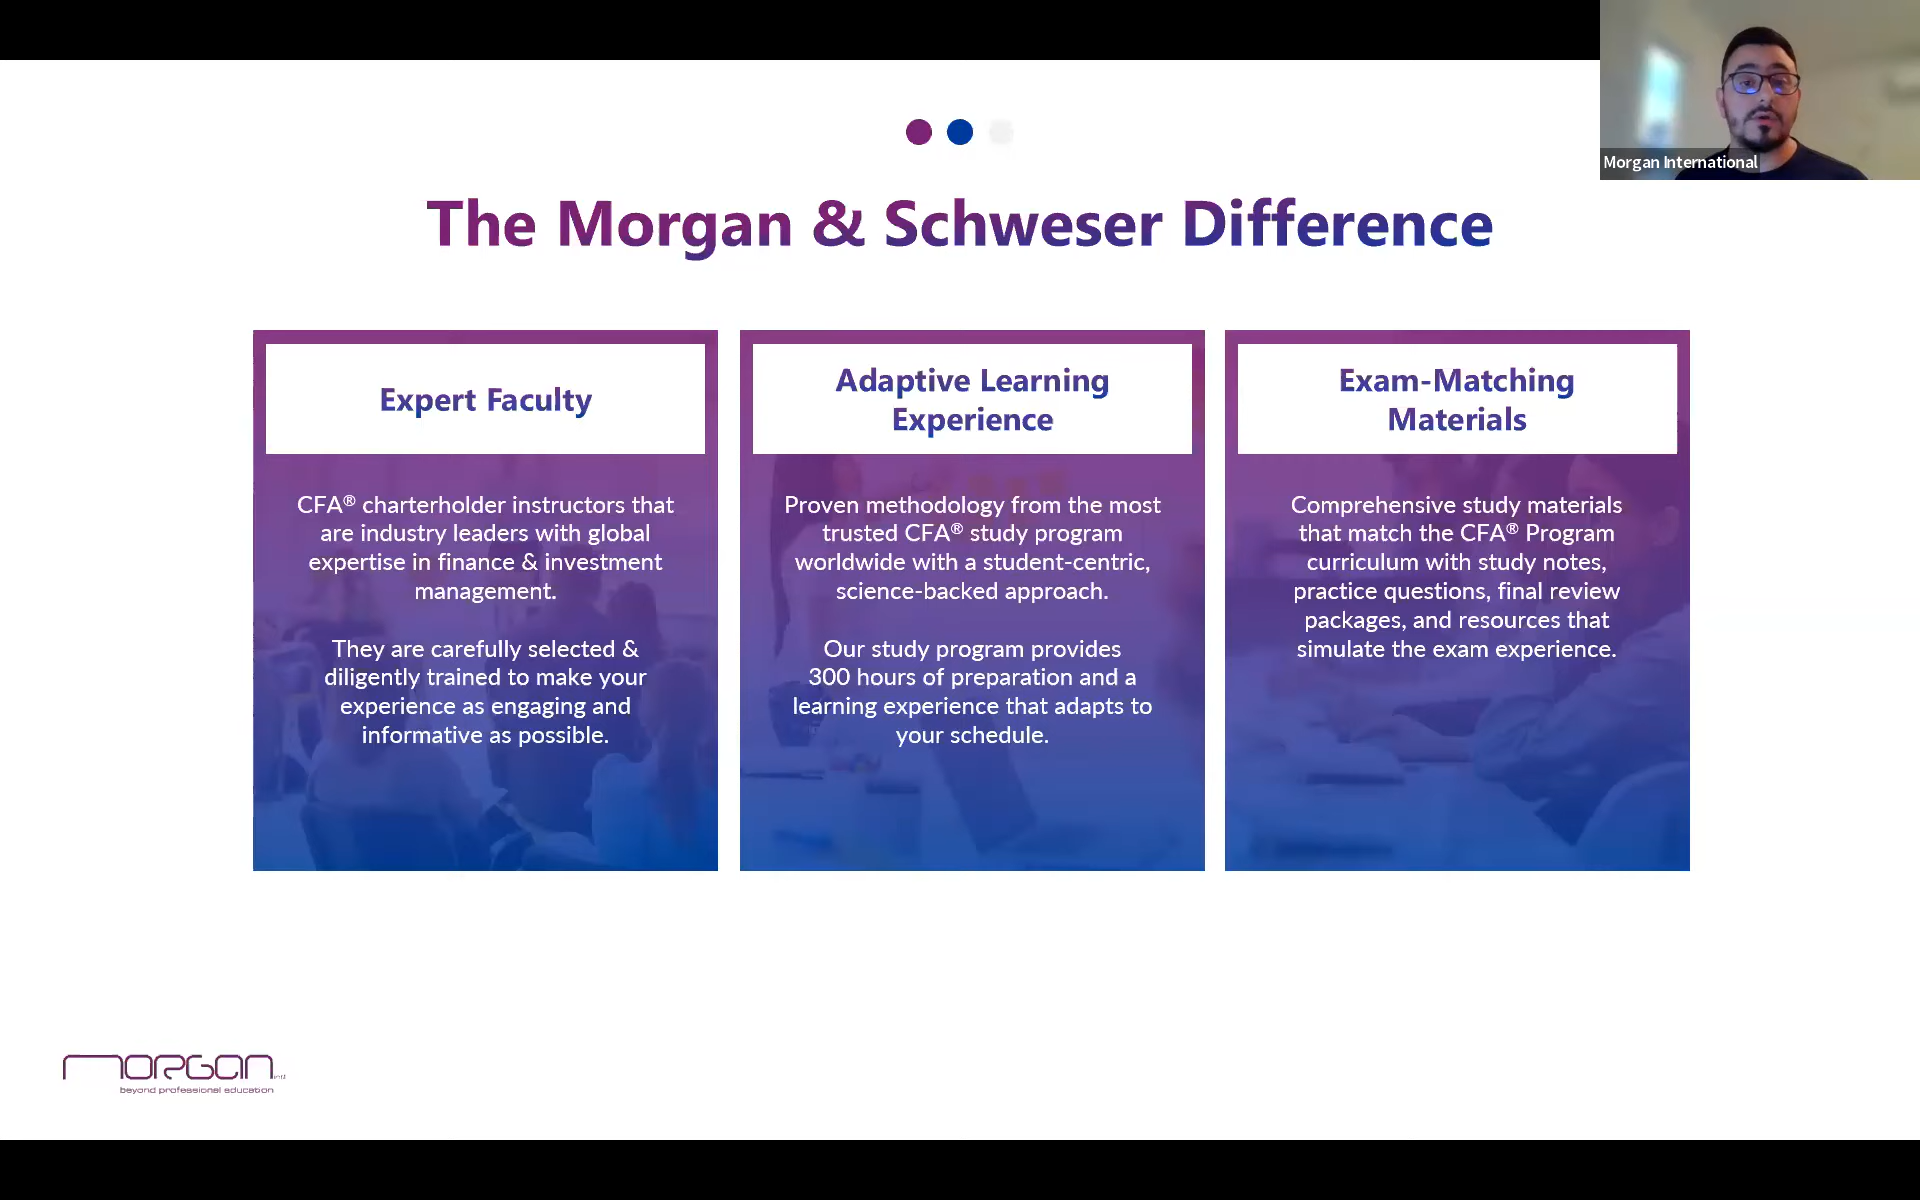 Morgan International
The Morgan & Schweser Difference
Expert Faculty
CFA® charterholder instructors that
are industry leaders with global
expertise in finance & investment
management.
They are carefully selected &
diligently trained to make your
experience as engaging and
informative as possible.
Adaptive Learning
Experience
Proven methodology from the most
trusted CFA® study program
worldwide with a student-centric,
science-backed approach.
Our study program provides
300 hours of preparation and a
learning experience that adapts to
your schedule.
Exam-Matching
Materials
Comprehensive study materials
that match the CFA® Program
curriculum with study notes,
practice questions, final review
packages, and resources that
simulate the exam experience.
morgan intl
beyond professional education